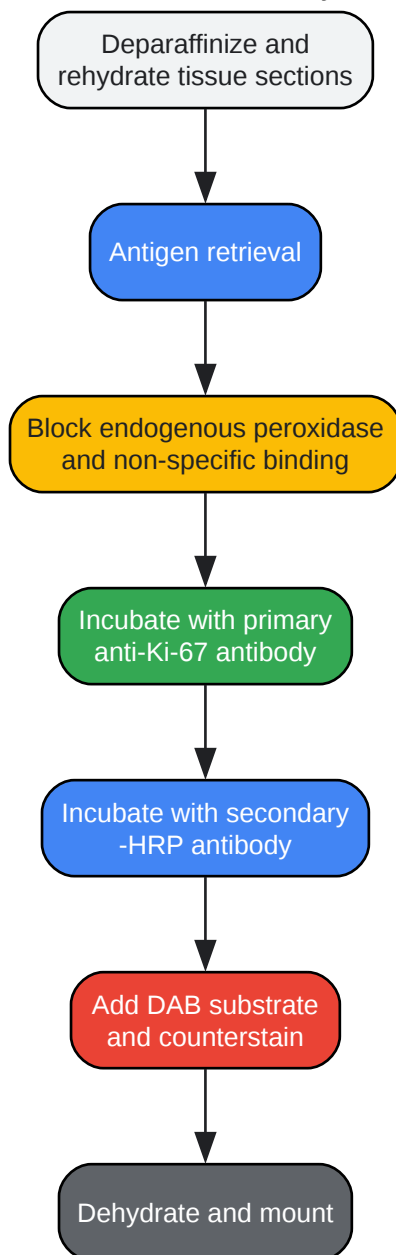 Deparaffinize and
rehydrate tissue sections
Antigen retrieval
Block endogenous peroxidase
and non-specific binding
Incubate with primary
anti-Ki-67 antibody
Incubate with secondary
-HRP antibody
Add DAB substrate
and counterstain
Dehydrate and mount